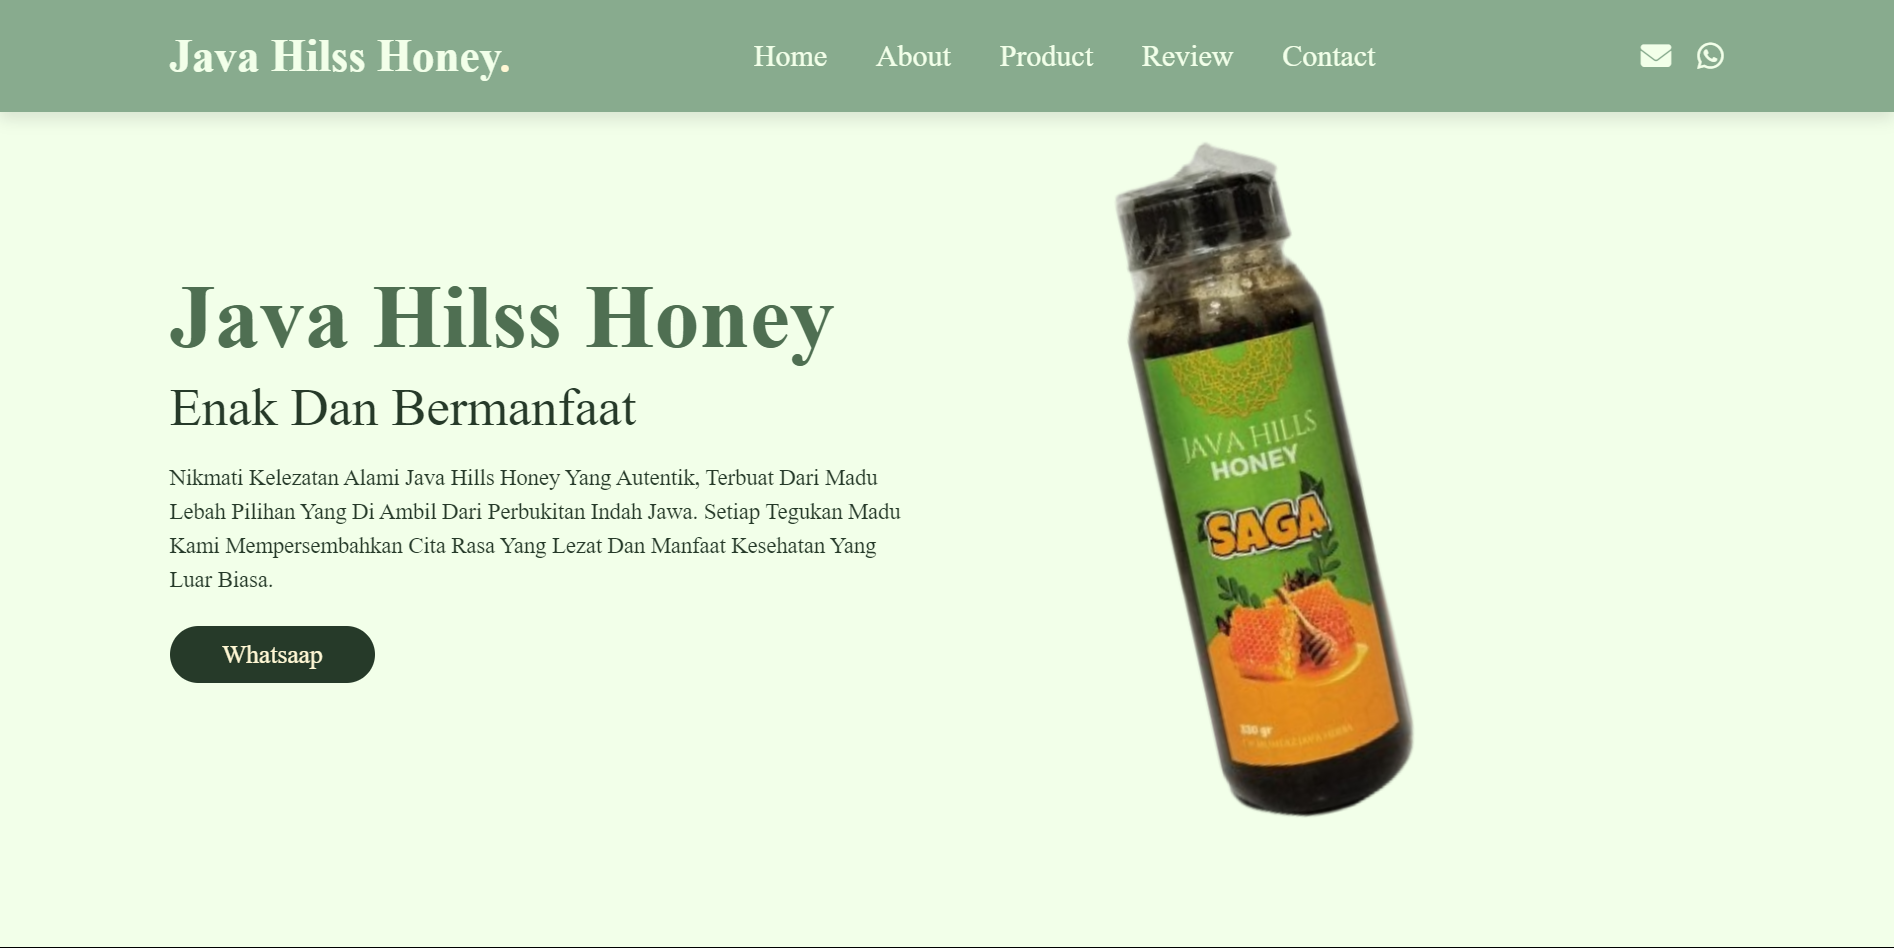 Java Hilss Honey.
Home About Product Review Contact
Java Hilss Honey
Enak Dan Bermanfaat
Nikmati Kelezatan Alami Java Hills Honey Yang Autentik, Terbuat Dari Madu
Lebah Pilihan Yang Di Ambil Dari Perbukitan Indah Jawa. Setiap Tegukan Madu
Kami Mempersembahkan Cita Rasa Yang Lezat Dan Manfaat Kesehatan Yang
Luar Biasa.
Whatsaap
JAVA HILLS
HONEY
SAGA
330 gr